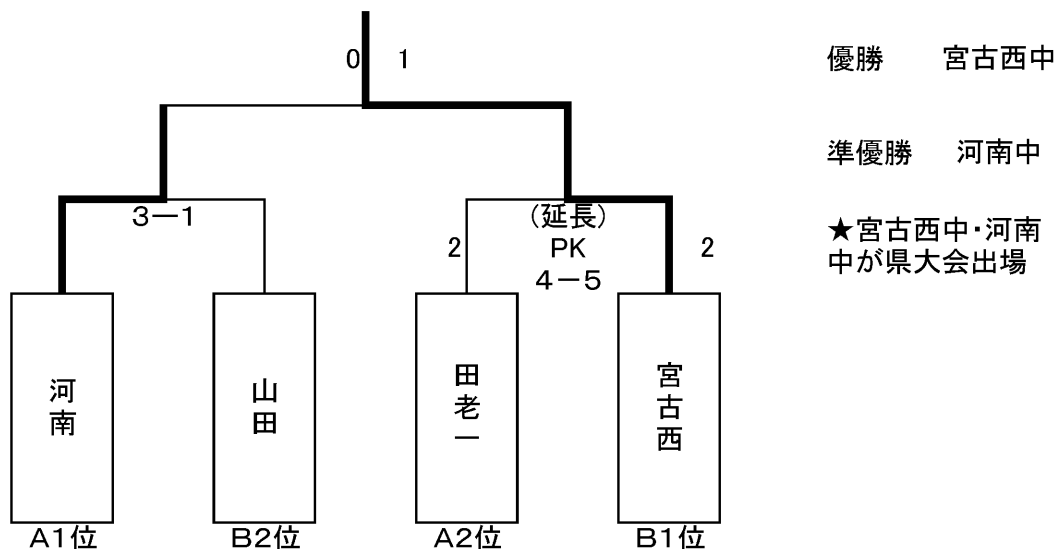 0 1
優勝 宮古西中
準優勝 河南中
★宮古西中・河南
中が県大会出場
3－1
(延長)
2 PK 2
4－5
河南
山田
田老一
宮古西
A1位
B2位
A2位
B1位